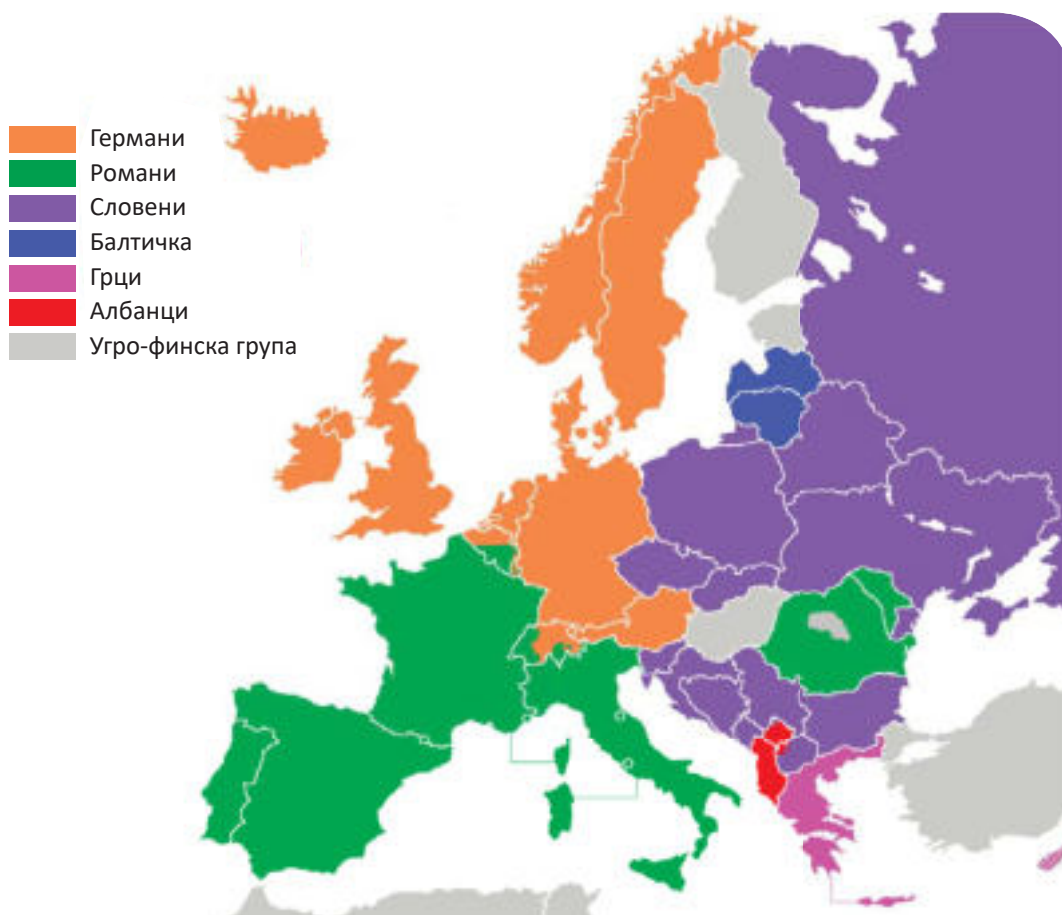 Германи
Романи
Словени
Балтичка
Грци
Албанци
Угро-финска група